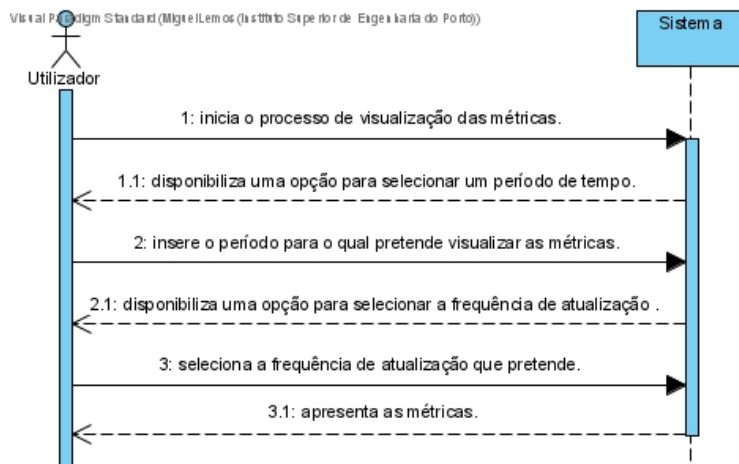 Visual Paradigm Standard (MiguelLemos (Instituto Superior de Engenharia do Porto))
Sistema
Utilizador
1: inicia o processo de visualização das métricas.
1.1: disponibiliza uma opção para selecionar um período de tempo.
2: insere o período para o qual pretende visualizar as métricas.
2.1: disponibiliza uma opção para selecionar a frequência de atualização .
3: seleciona a frequência de atualização que pretende.
3.1: apresenta as métricas.